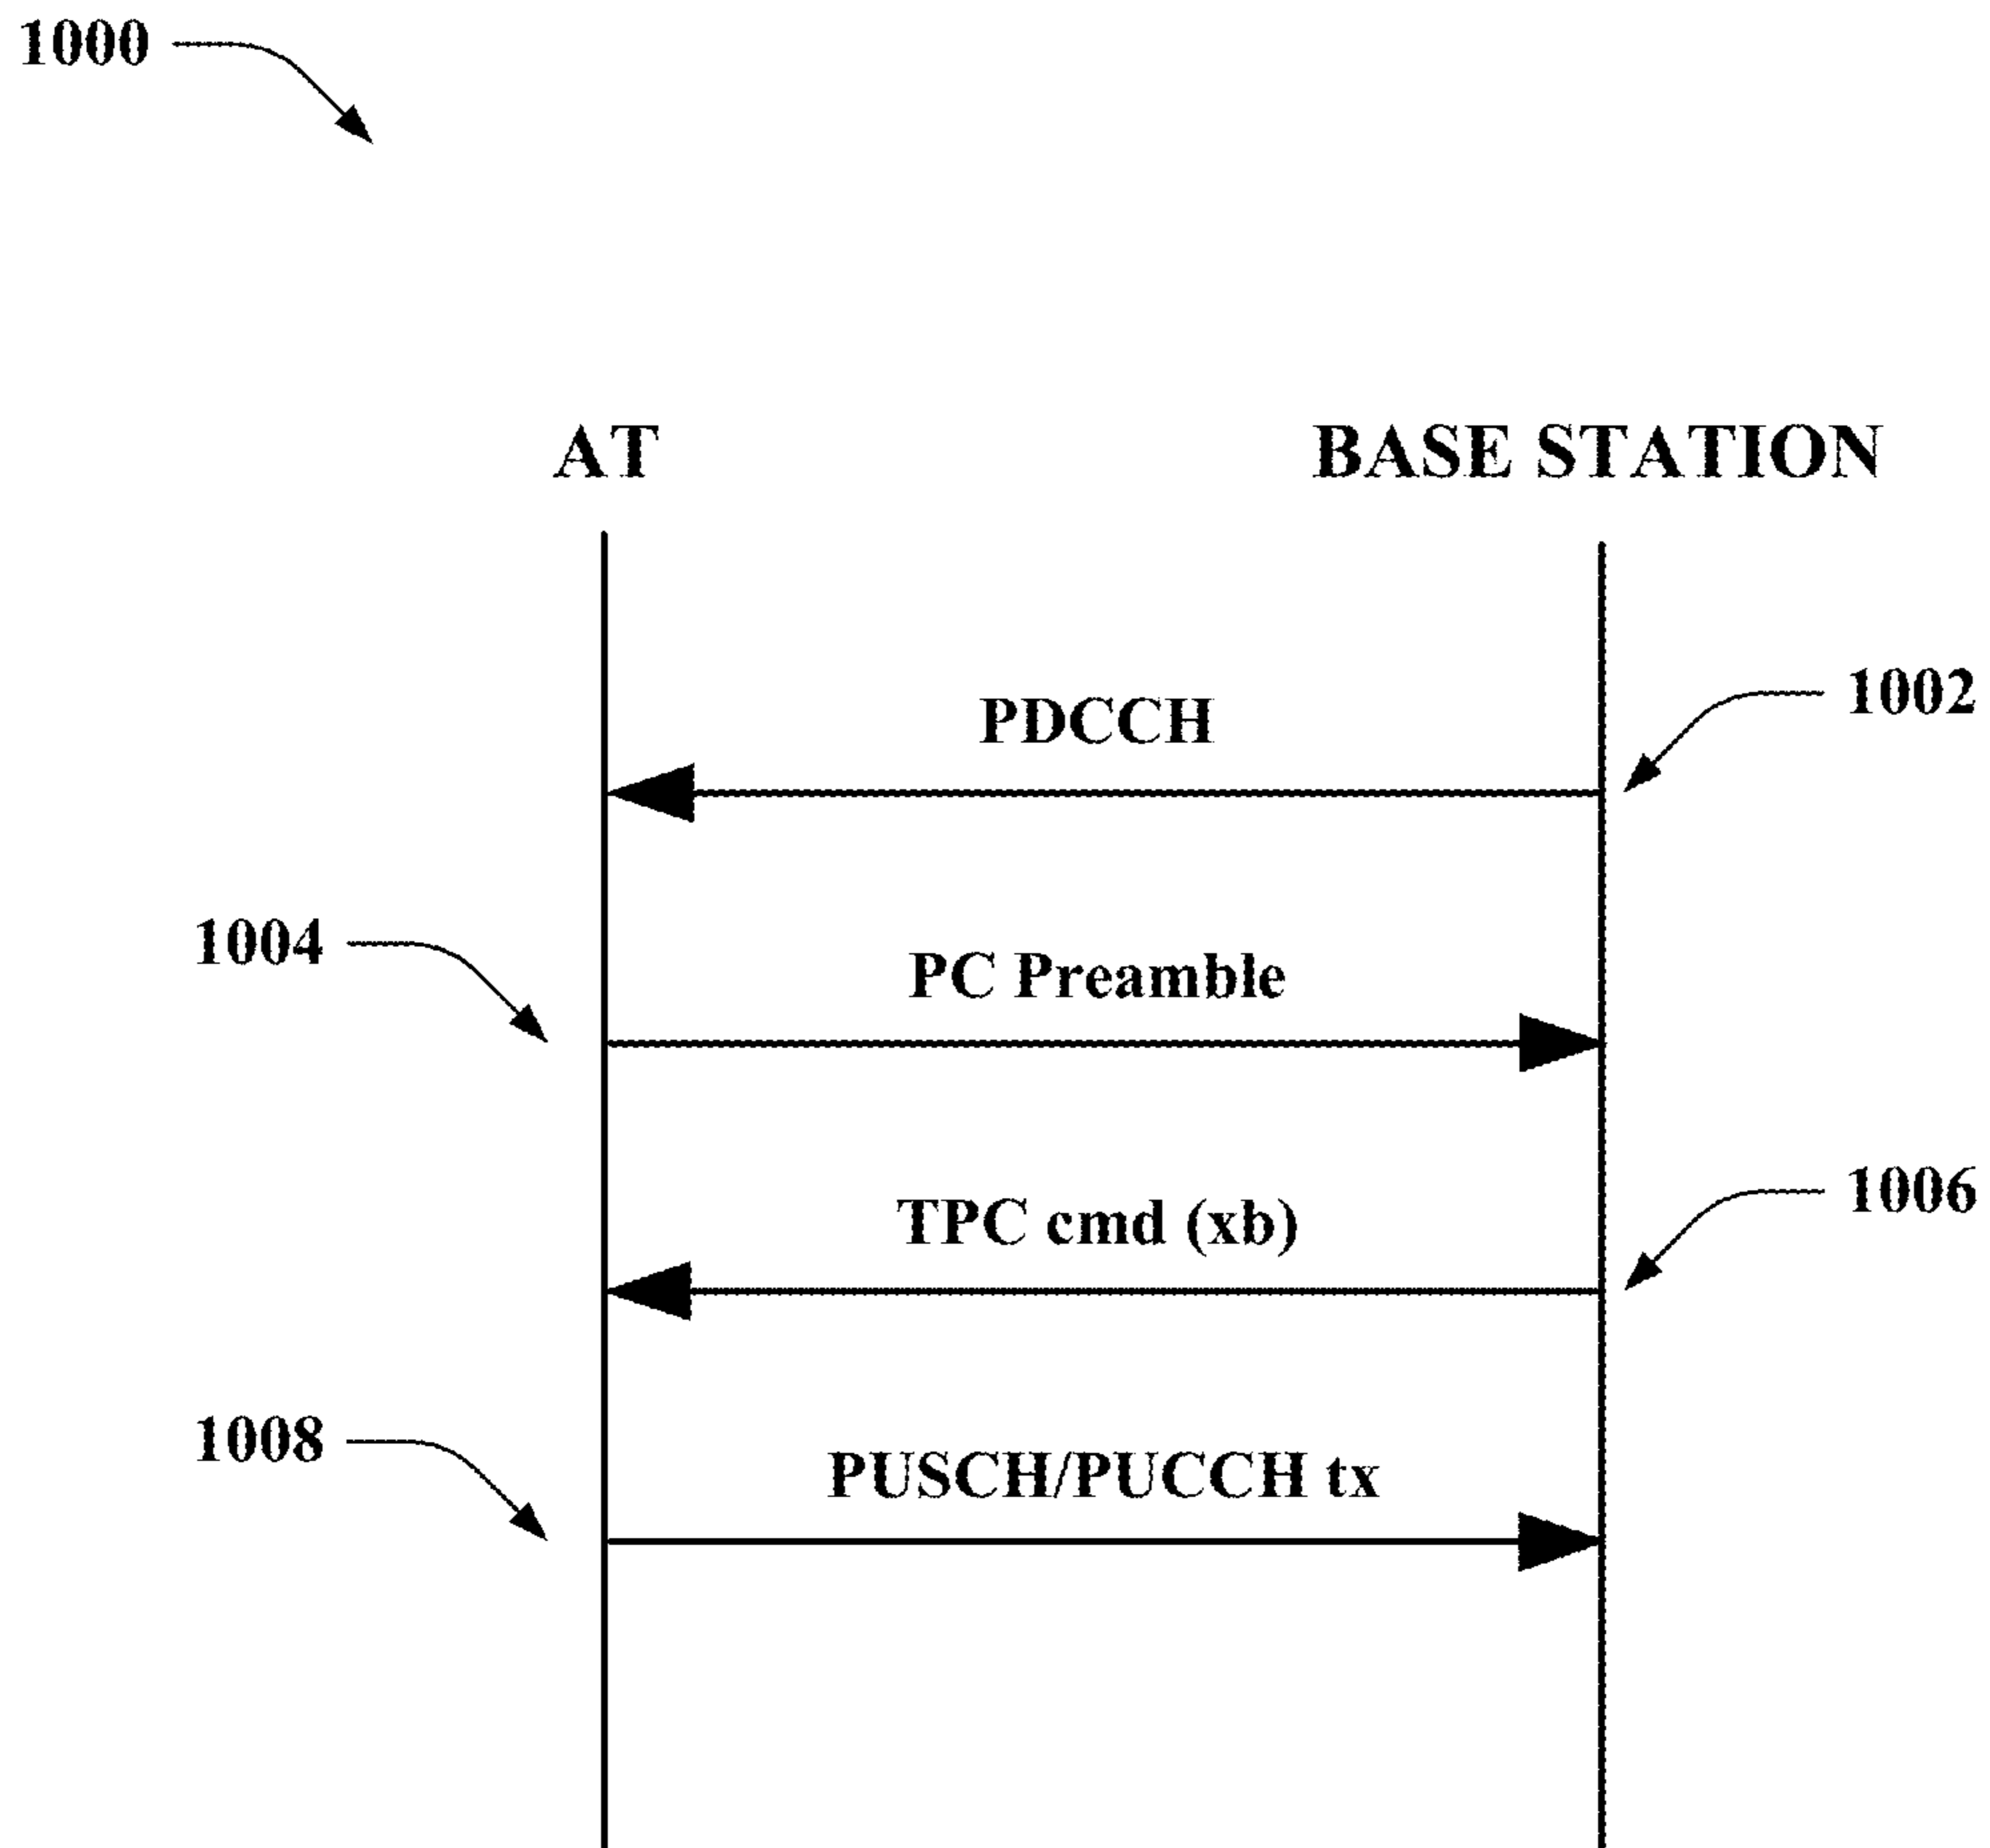 1000
AT
BASE STATION
PDCCH
1002
1004
PC Preamble
TPC cmd (xb)
1006
1008
PUSCH/PUCCH tx